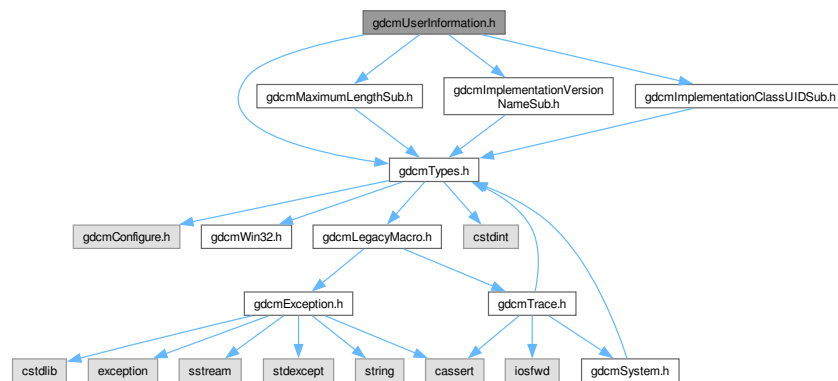 gdcmUserInformation.h
gdcmMaximumLengthSub.h
gdcmImplementationVersion
NameSub.h
gdcmImplementationClassUIDSub.h
gdcmTypes.h
gdcmConfigure.h
gdcmWin32.h
gdcmLegacyMacro.h
cstdint
gdcmException.h
gdcmTrace.h
cstdlib
exception
sstream
stdexcept
string
cassert
iosfwd
gdcmSystem.h